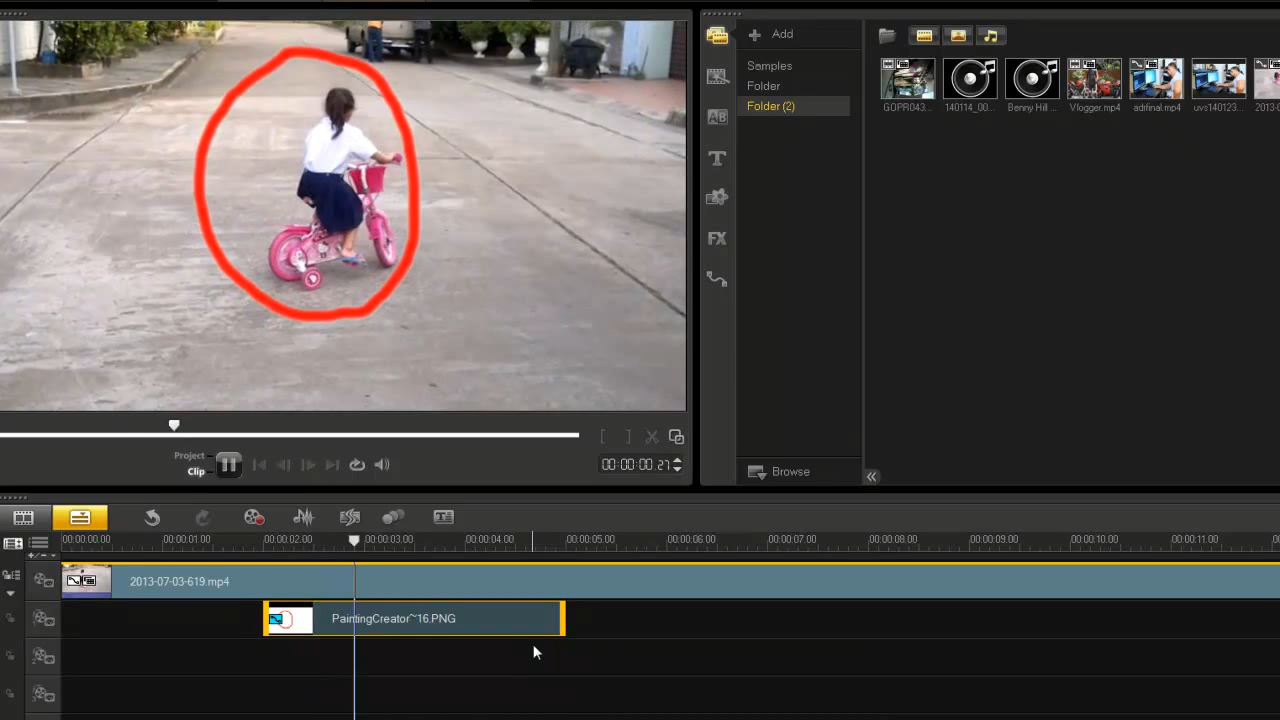 Add
Samples
Folder
Folder (2)
GOPR043...
140114_00...
Benny Hill ...
Vlogger.mp4
adrfinal.mp4
uvs140123...
2013-0
AB
T
FX
Browse
Project
Clip
00:00:00.27
00:00:00.00
00:00:01.00
00:00:02.00
00:00:03.00
00:00:04.00
00:00:05.00
00:00:06.00
00:00:07.00
00:00:08.00
00:00:09.00
00:00:10.00
00:00:11.00
2013-07-03-619.mp4
PaintingCreator~16.PNG